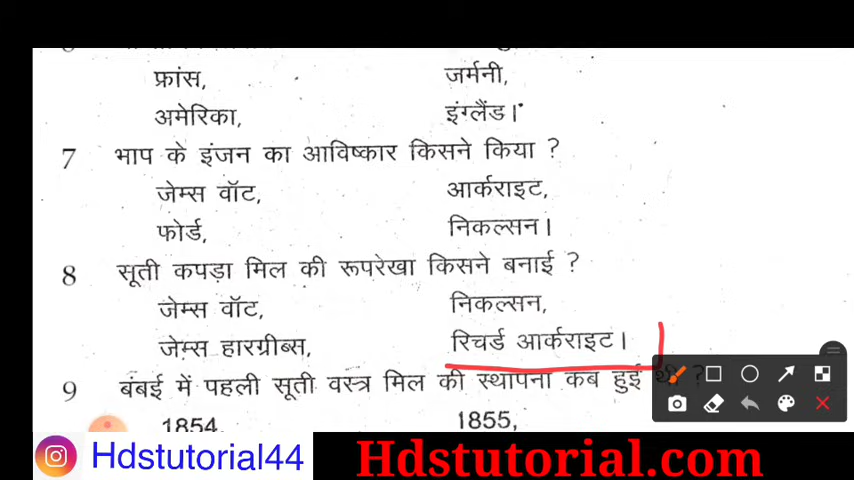 फ्रांस, जर्मनी,
अमेरिका, इंग्लैंड।
7 भाप के इंजन का आविष्कार किसने किया ?
जेम्स वॉट, आर्कराइट,
फोर्ड, निकल्सन।
8 सूती कपड़ा मिल की रूपरेखा किसने बनाई ?
जेम्स वॉट, निकल्सन,
जेम्स हारग्रीब्स, रिचर्ड आर्कराइट।
9 बंबई में पहली सूती वस्त्र मिल की स्थापना कब हुई ?
1854, 1855,
Hdstutorial44 Hdstutorial.com